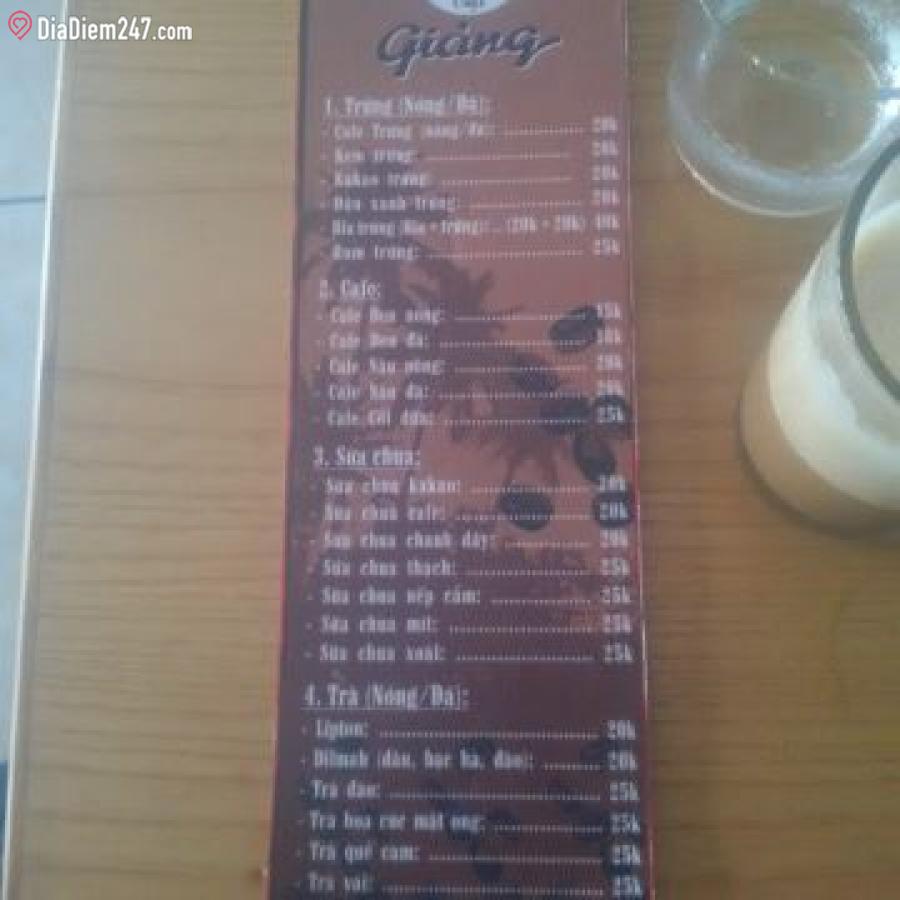 DiaDiem247.com
Giảng
1. Trứng (Nóng/Đá):
- Cafe Trứng (nóng/đá): 20k
- Kem trứng: 20k
- Kakao trứng: 20k
- Đậu xanh trứng: 20k
Bia trứng (Bia + trứng): .. (20k + 20k) 40k
Rum trứng: 25k
2. Cafe:
- Cafe Đen nóng: 15k
- Cafe Đen đá:
- Cafe Nâu nóng: 20k
- Cafe Nâu đá: 20k
- Cafe Cốt dừa: 25k
3. Sữa chua:
Sữa chua kakao: 20k
- Sữa chua cafe: 20k
- Sữa chua chanh dây: 20k
- Sữa chua thạch: 25k
- Sữa chua nếp cẩm: 25k
- Sữa chua mít: 25k
- Sữa chua xoài: 25k
4. Trà (Nóng/Đá):
- Lipton: 20k
- Dilmah (dâu, bạc hà, đào): 20k
- Trà đào: 25k
- Trà hoa cúc mật ong: 25k
- Trà quế cam: 25k
- Trà vải: 25k